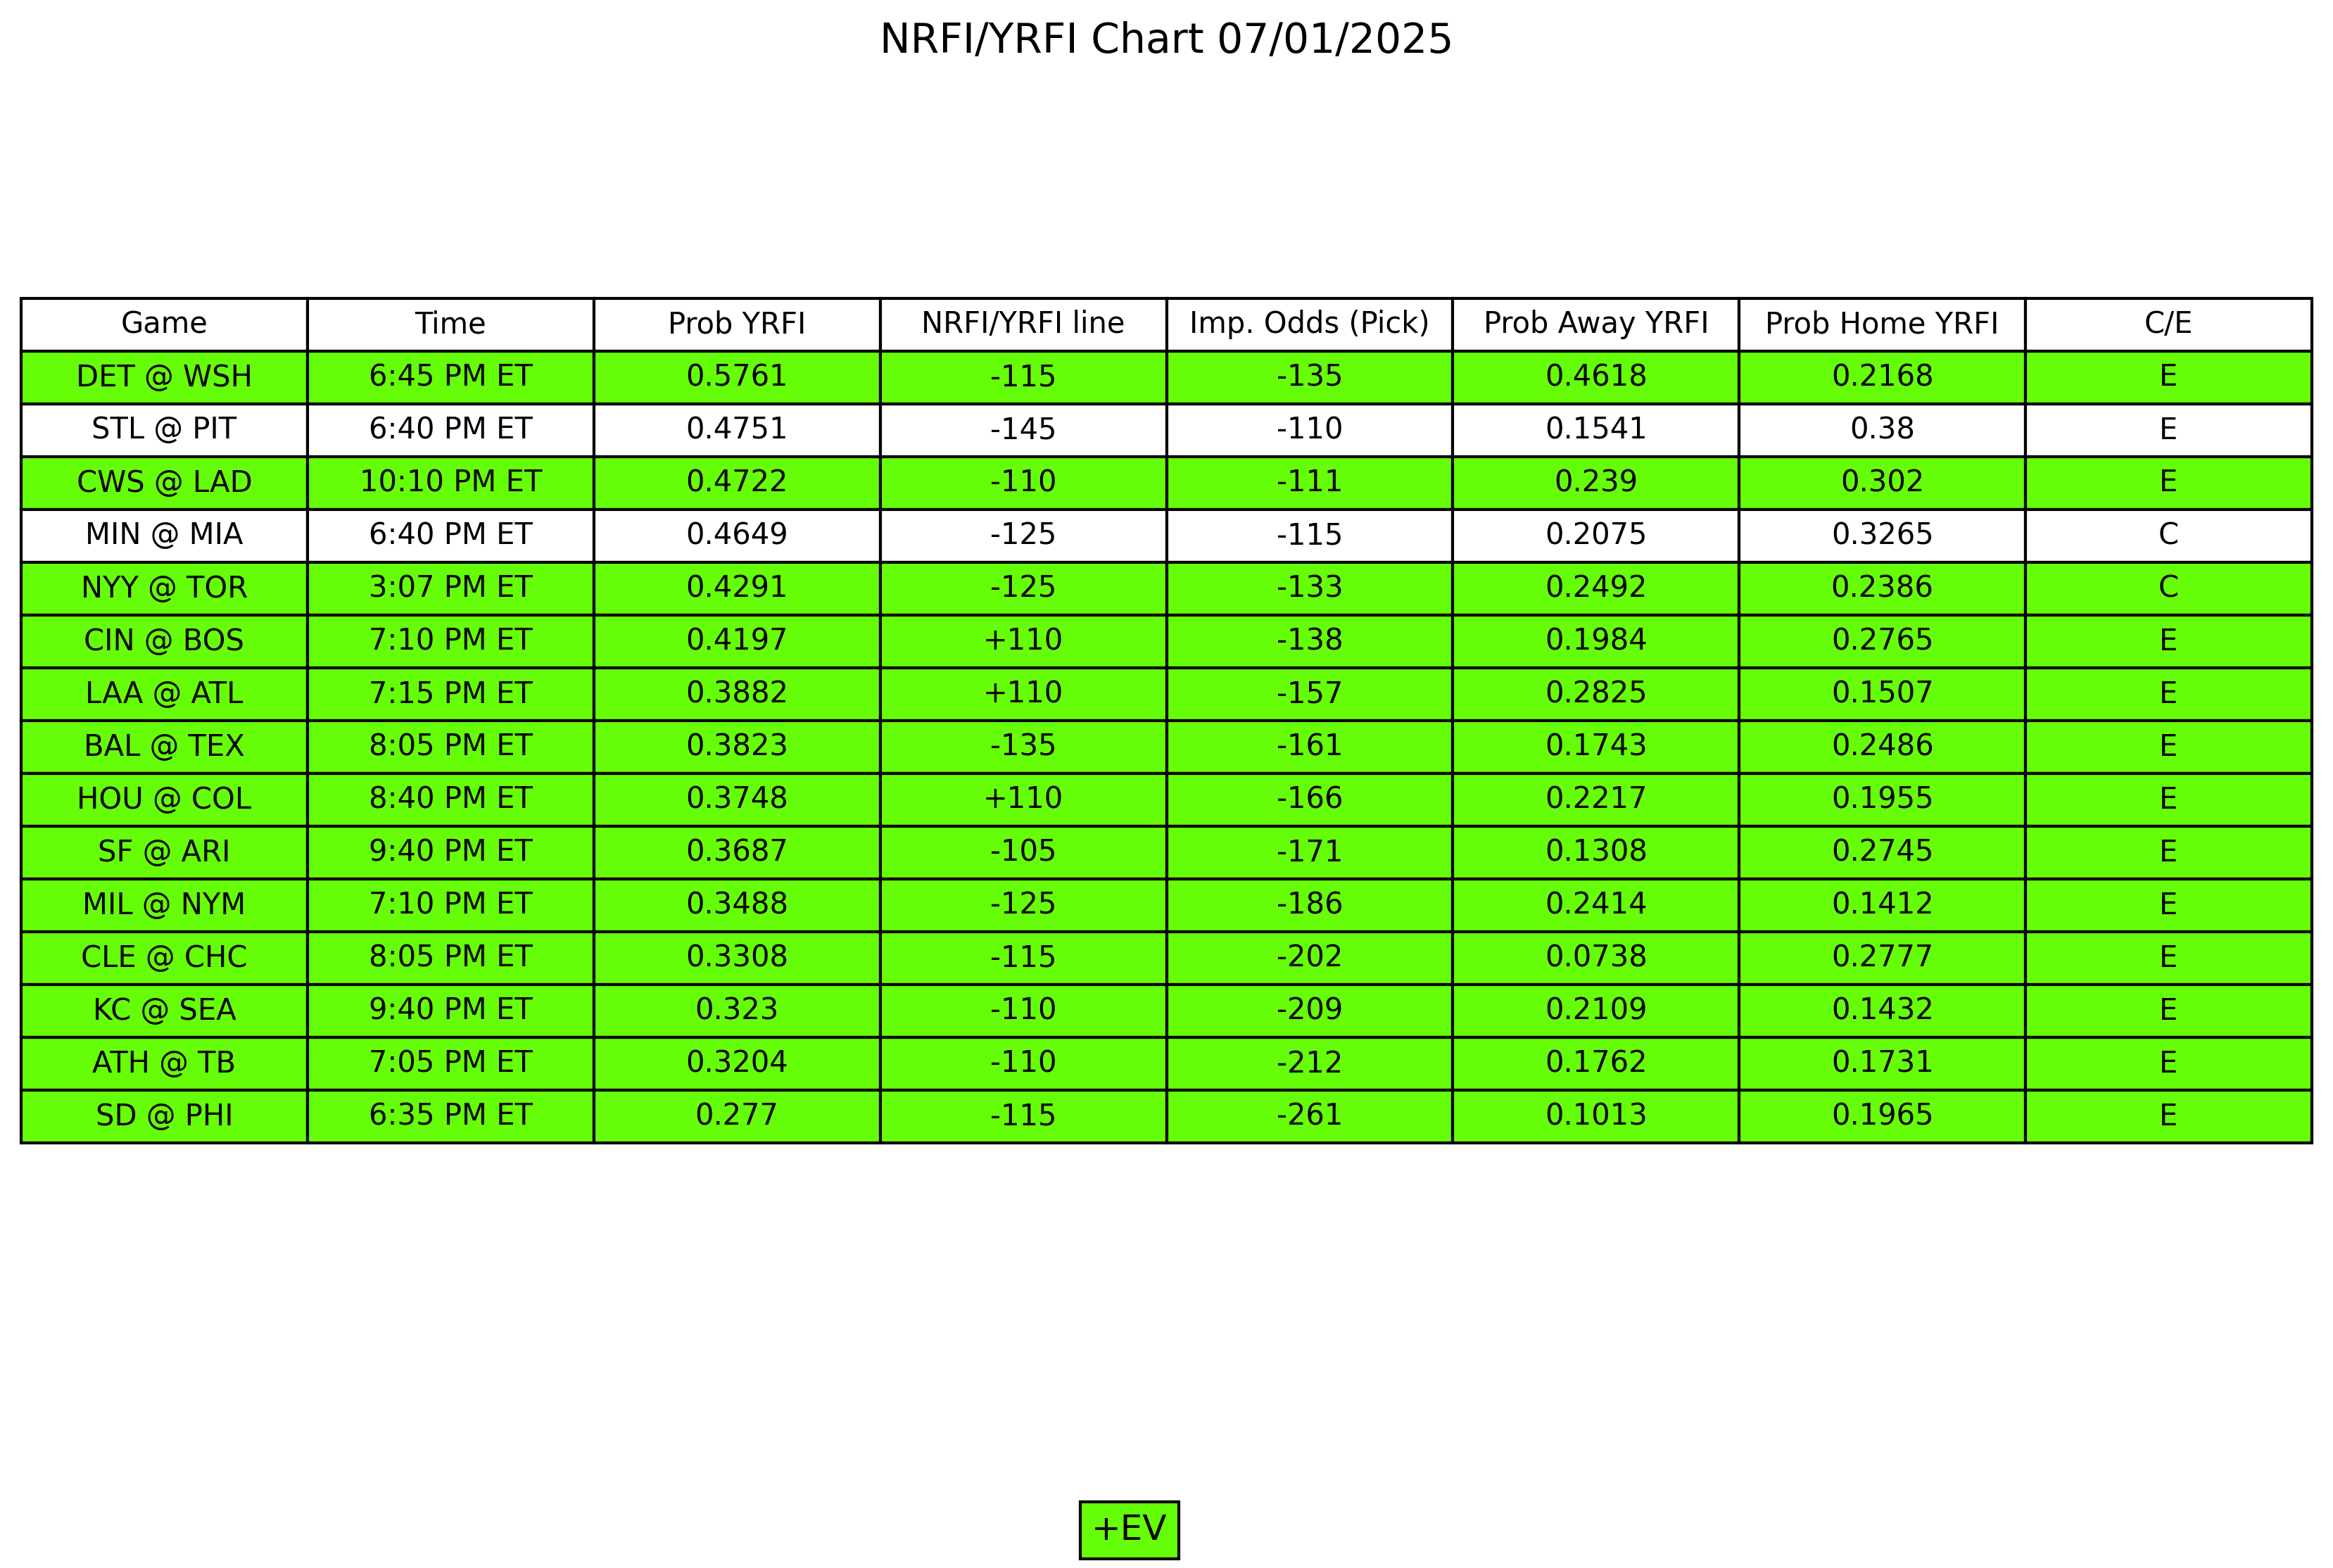 NRFI/YRFI Chart 07/01/2025
Game Time Prob YRFI NRFI/YRFI line Imp. Odds (Pick) Prob Away YRFI Prob Home YRFI C/E
DET @ WSH 6:45 PM ET 0.5761 -115 -135 0.4618 0.2168 E
STL @ PIT 6:40 PM ET 0.4751 -145 -110 0.1541 0.38 E
CWS @ LAD 10:10 PM ET 0.4722 -110 -111 0.239 0.302 E
MIN @ MIA 6:40 PM ET 0.4649 -125 -115 0.2075 0.3265 C
NYY @ TOR 3:07 PM ET 0.4291 -125 -133 0.2492 0.2386 C
CIN @ BOS 7:10 PM ET 0.4197 +110 -138 0.1984 0.2765 E
LAA @ ATL 7:15 PM ET 0.3882 +110 -157 0.2825 0.1507 E
BAL @ TEX 8:05 PM ET 0.3823 -135 -161 0.1743 0.2486 E
HOU @ COL 8:40 PM ET 0.3748 +110 -166 0.2217 0.1955 E
SF @ ARI 9:40 PM ET 0.3687 -105 -171 0.1308 0.2745 E
MIL @ NYM 7:10 PM ET 0.3488 -125 -186 0.2414 0.1412 E
CLE @ CHC 8:05 PM ET 0.3308 -115 -202 0.0738 0.2777 E
KC @ SEA 9:40 PM ET 0.323 -110 -209 0.2109 0.1432 E
ATH @ TB 7:05 PM ET 0.3204 -110 -212 0.1762 0.1731 E
SD @ PHI 6:35 PM ET 0.277 -115 -261 0.1013 0.1965 E
+EV